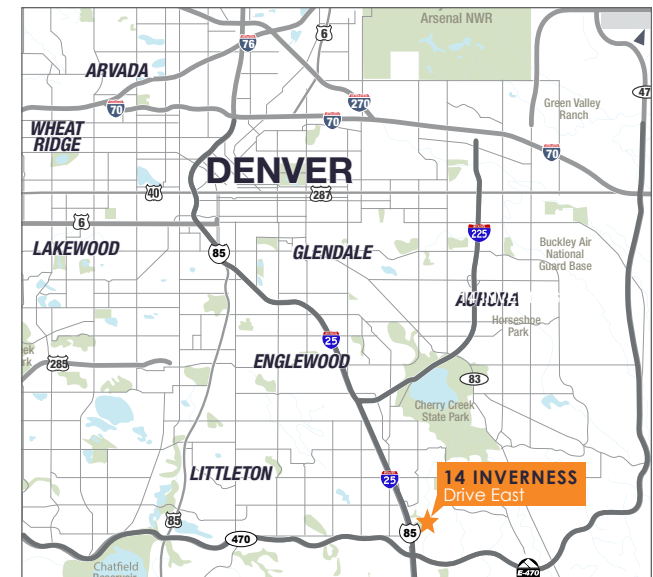 Arsenal NWR
6
76
ARVADA
270
47
70
Green Valley
Ranch
70
WHEAT
RIDGE
70
DENVER
40
287
6
225
LAKEWOOD
85
GLENDALE
Buckley Air
National
Guard Base
AURORA
Horseshoe
Park
25
ENGLEWOOD
285
83
Cherry Creek
State Park
LITTLETON
25
14 INVERNESS
Drive East
85
85
470
E-470
Chatfield